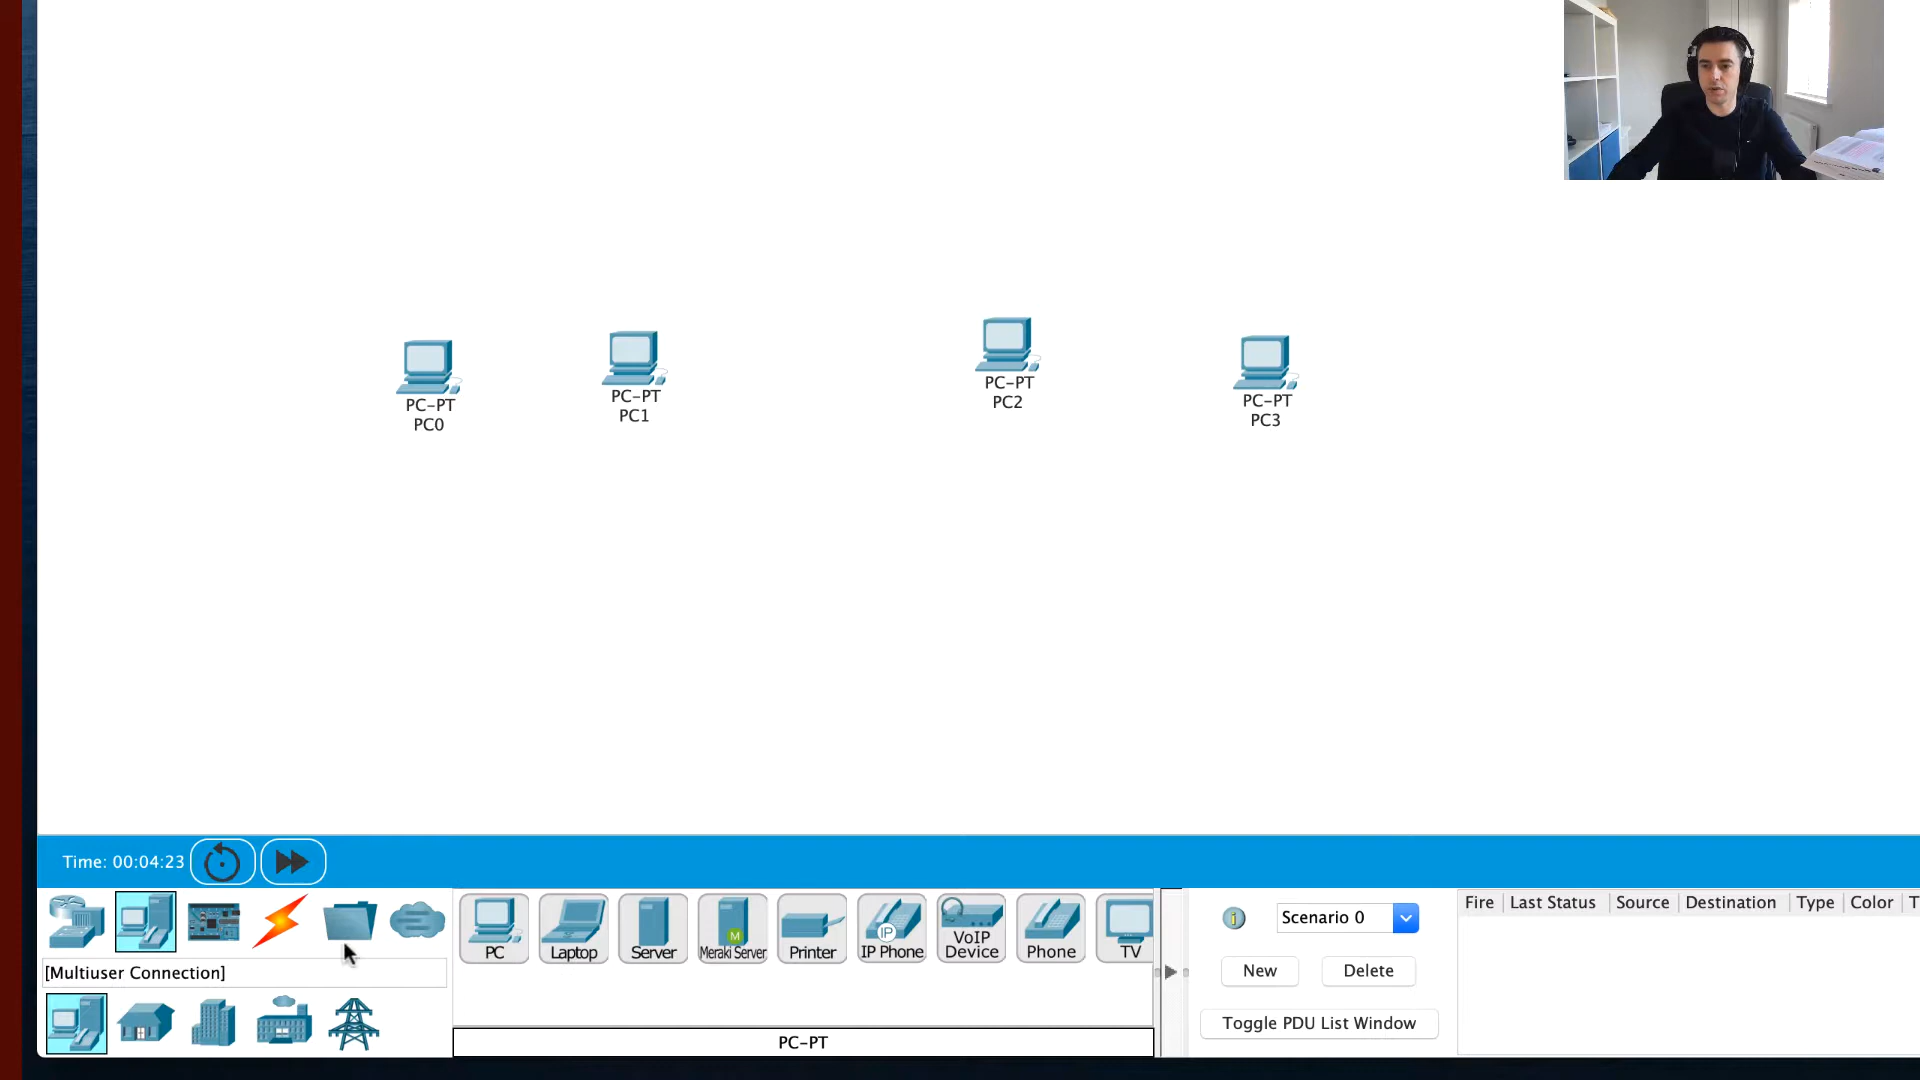 PC-PT
PC0
PC-PT
PC1
PC-PT
PC2
PC-PT
PC3
Time: 00:04:23
[Multiuser Connection]
PC
Laptop
Server
M
Meraki Server
Printer
IP
IP Phone
VoIP
Device
Phone
TV
PC-PT
i
Scenario 0
New
Delete
Toggle PDU List Window
Fire Last Status Source Destination Type Color T